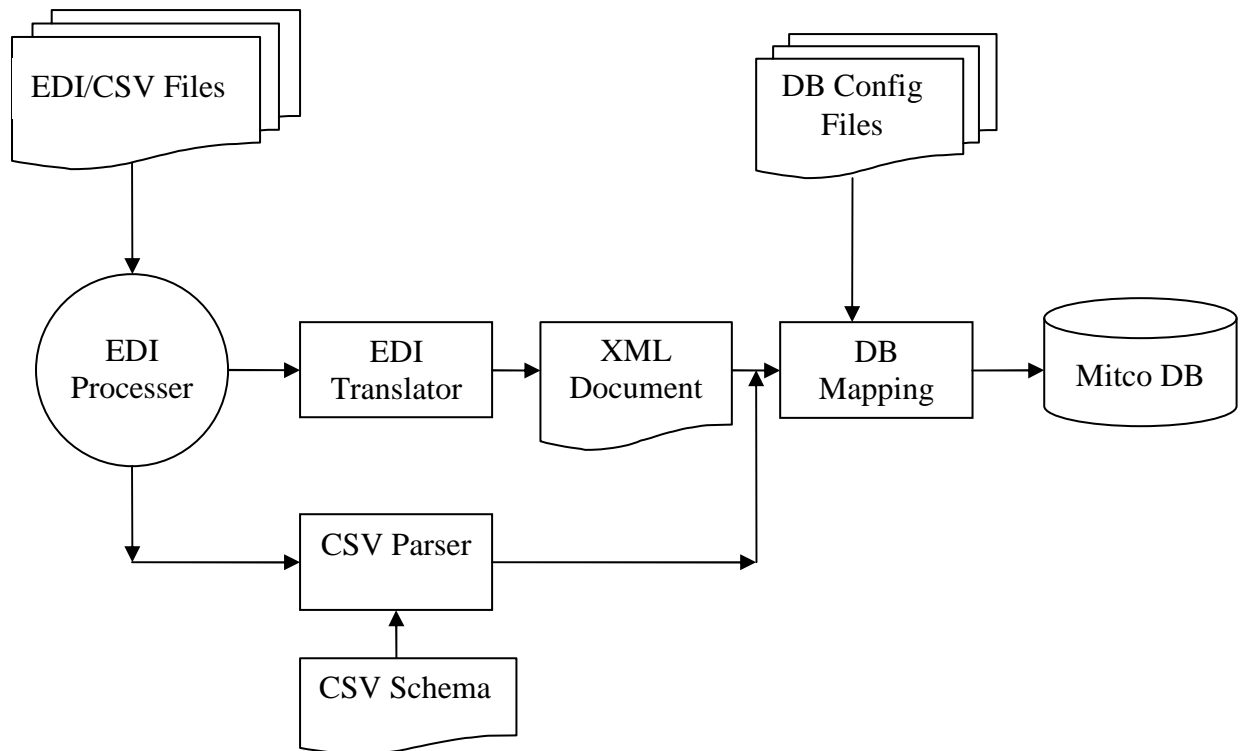 EDI/CSV Files
DB Config
Files
EDI
Processer
EDI
Translator
XML
Document
DB
Mapping
Mitco DB
CSV Parser
CSV Schema